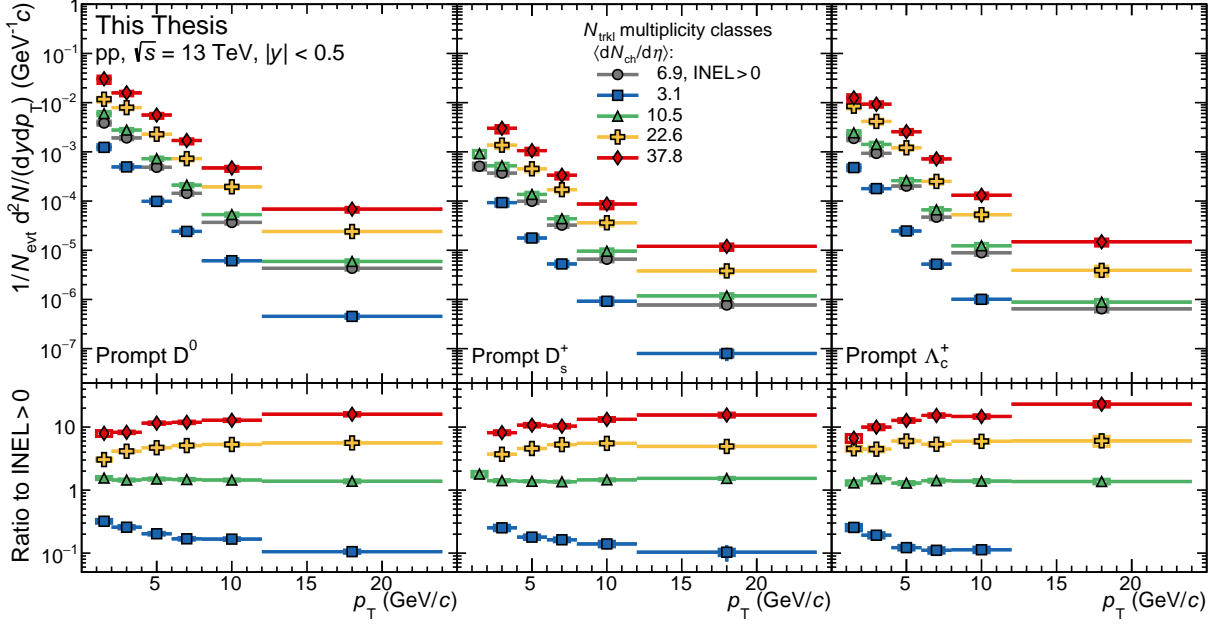 This Thesis
pp, √s = 13 TeV, |y| < 0.5
N_trkl multiplicity classes
⟨dN_ch/dη⟩:
6.9, INEL > 0
3.1
10.5
22.6
37.8
1/N_evt d²N/(dydp_T) (GeV⁻¹c)
1
10⁻¹
10⁻²
10⁻³
10⁻⁴
10⁻⁵
10⁻⁶
10⁻⁷
Prompt D⁰
Prompt D_s⁺
Prompt Λ_c⁺
Ratio to INEL > 0
10
1
10⁻¹
5 10 15 20
5 10 15 20
5 10 15 20
p_T (GeV/c)
p_T (GeV/c)
p_T (GeV/c)